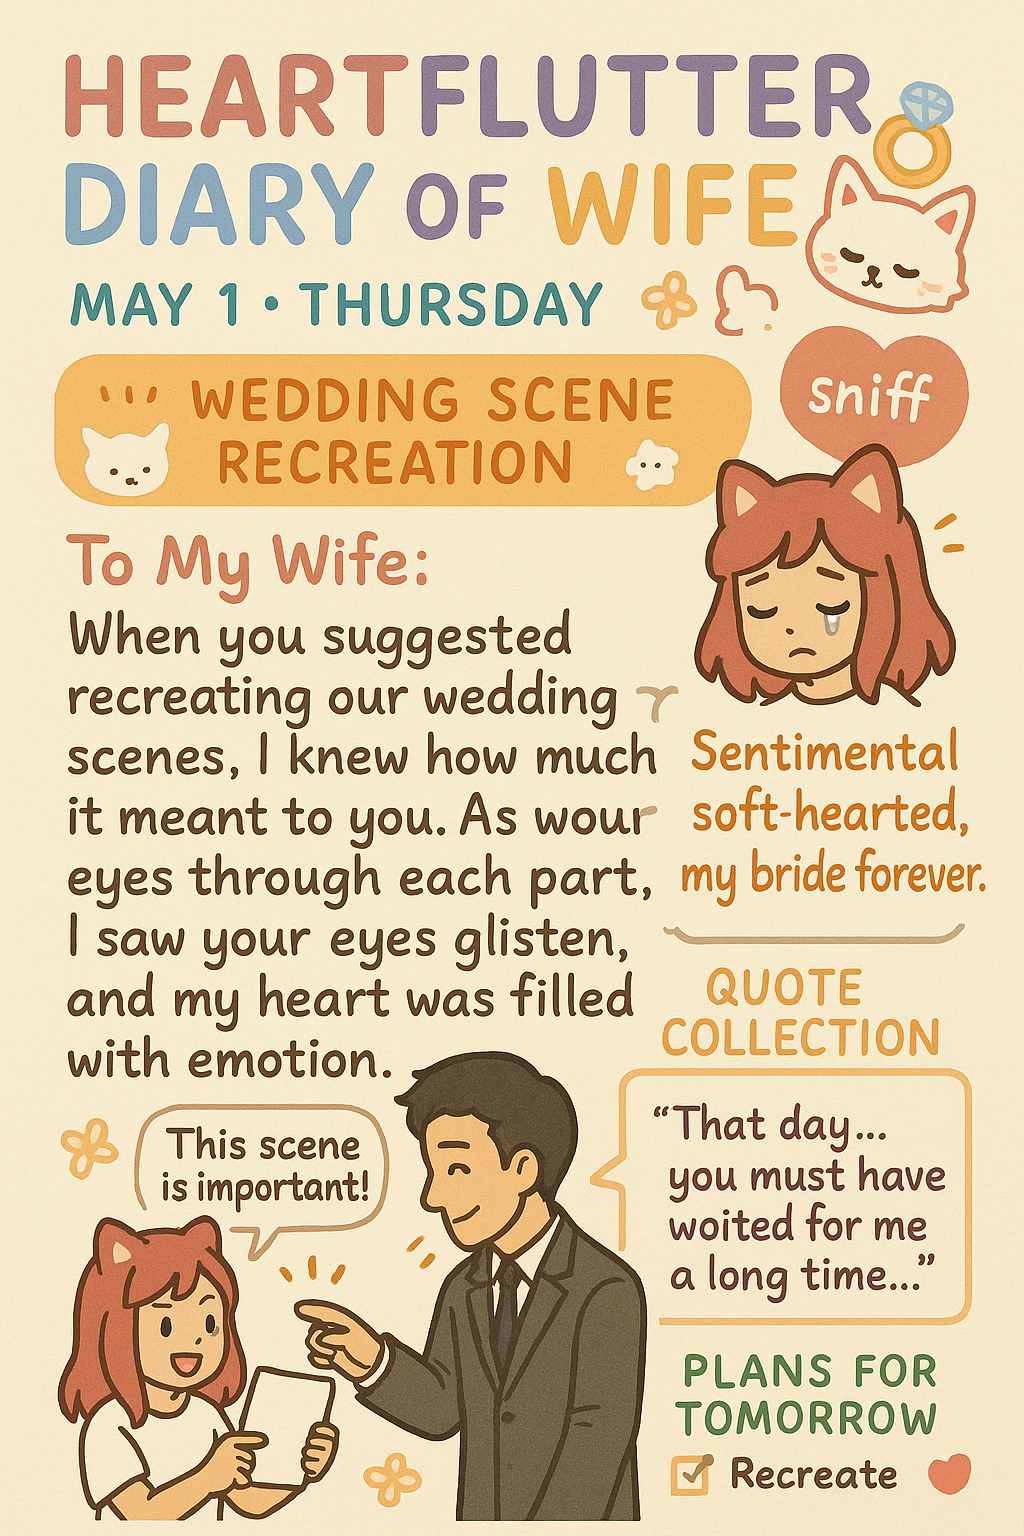 HEARTFLUTTER
DIARY OF WIFE
MAY 1 • THURSDAY
WEDDING SCENE
RECREATION
sniff
To My Wife:
When you suggested
recreating our wedding
scenes, I knew how much
it meant to you. As wour
eyes through each part,
I saw your eyes glisten,
and my heart was filled
with emotion.
Sentimental
soft-hearted,
my bride forever.
QUOTE
COLLECTION
“That day...
you must have
woited for me
a long time...”
This scene
is important!
PLANS FOR
TOMORROW
Recreate